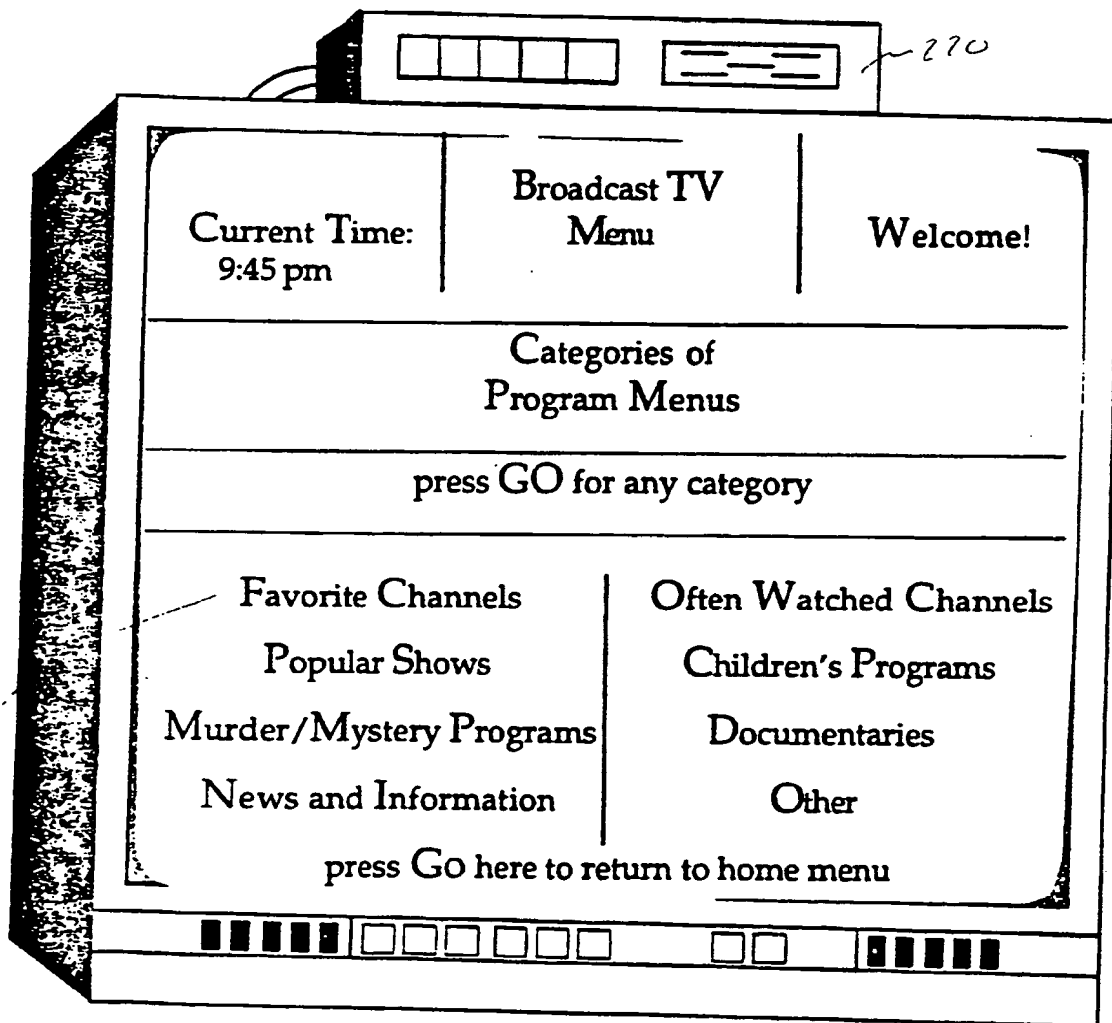 220
Broadcast TV
Menu
Current Time:
9:45 pm
Welcome!
Categories of
Program Menus
press GO for any category
Favorite Channels
Often Watched Channels
Popular Shows
Children's Programs
Murder/Mystery Programs
Documentaries
News and Information
Other
press Go here to return to home menu